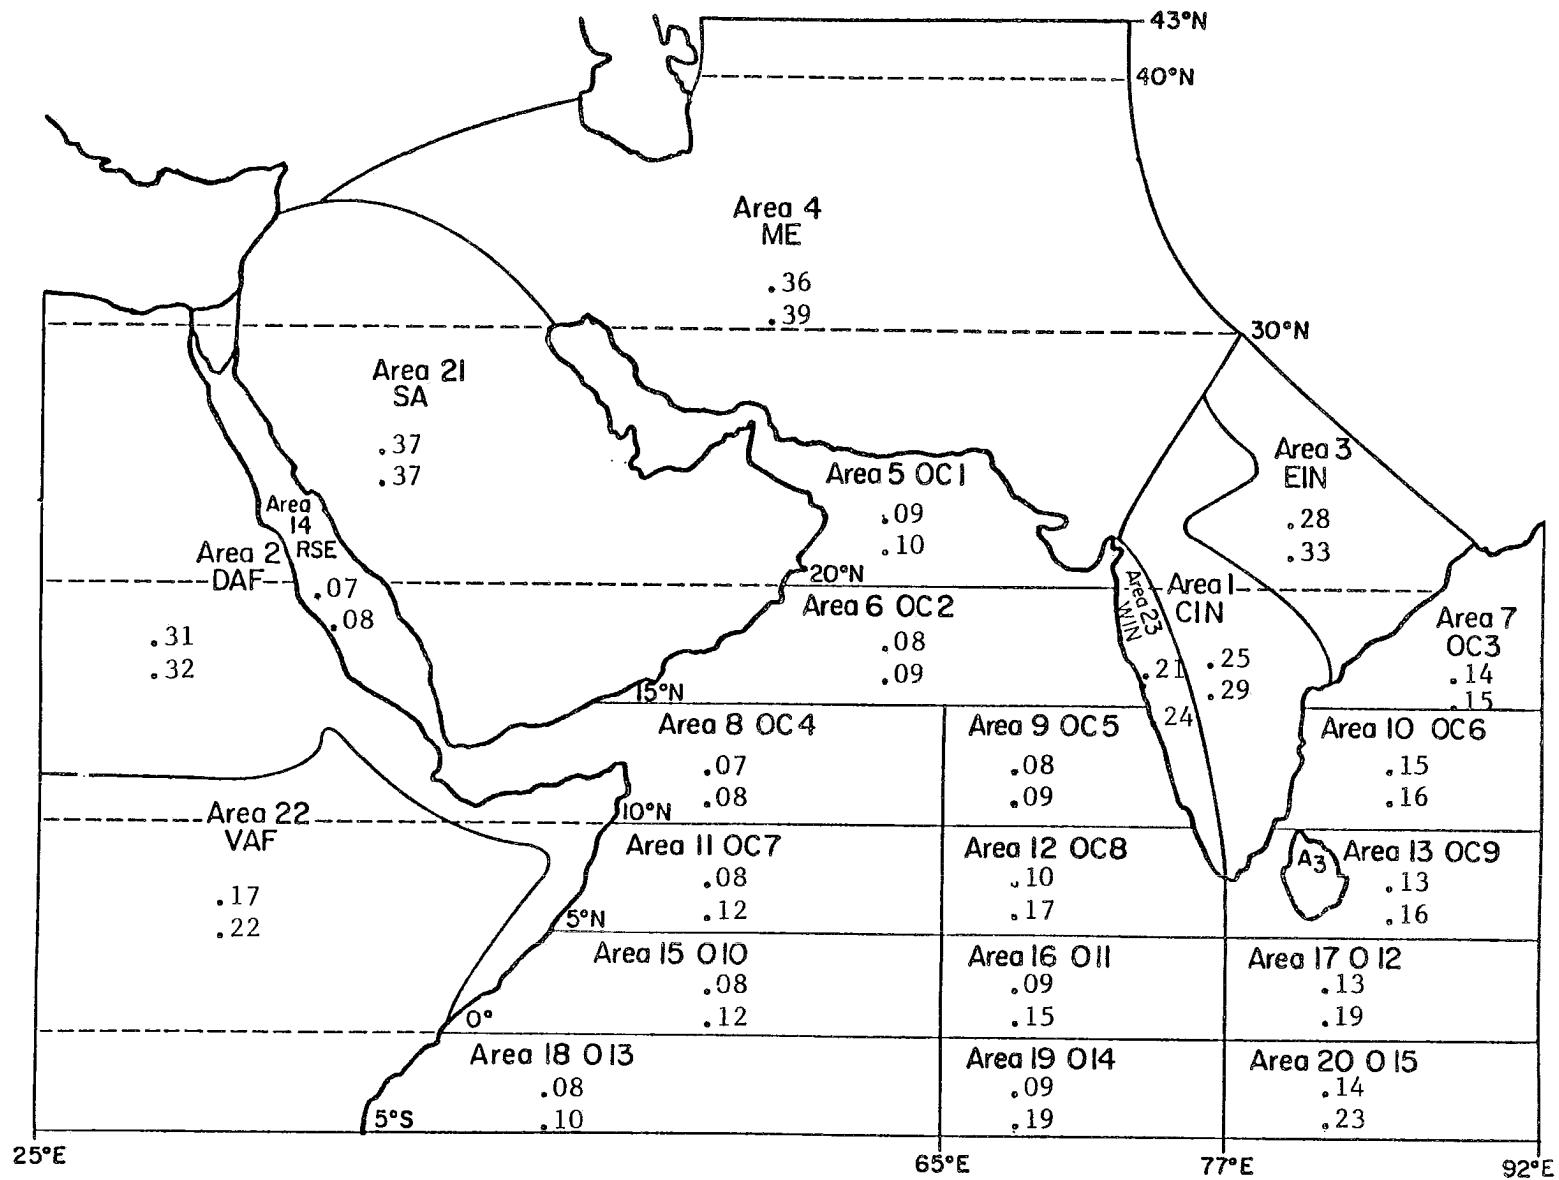 43°N
40°N
Area 4
ME
.36
.39
30°N
Area 21
SA
.37
.37
Area 3
EIN
.28
.33
Area 5 OC1
.09
.10
Area
14
RSE
.07
.08
Area 2
DAF
.31
.32
20°N
Area 6 OC2
.08
.09
Area 23
WIN
.21
24
Area 1
CIN
.25
.29
Area 7
OC3
.14
.15
15°N
Area 8 OC4
.07
.08
Area 9 OC5
.08
.09
Area 10 OC6
.15
.16
Area 22
VAF
.17
.22
10°N
Area 11 OC7
.08
.12
Area 12 OC8
.10
.17
A3
Area 13 OC9
.13
.16
5°N
Area 15 O10
.08
.12
Area 16 O11
.09
.15
Area 17 O12
.13
.19
0°
Area 18 O13
.08
.10
Area 19 O14
.09
.19
Area 20 O15
.14
.23
5°S
25°E
65°E
77°E
92°E